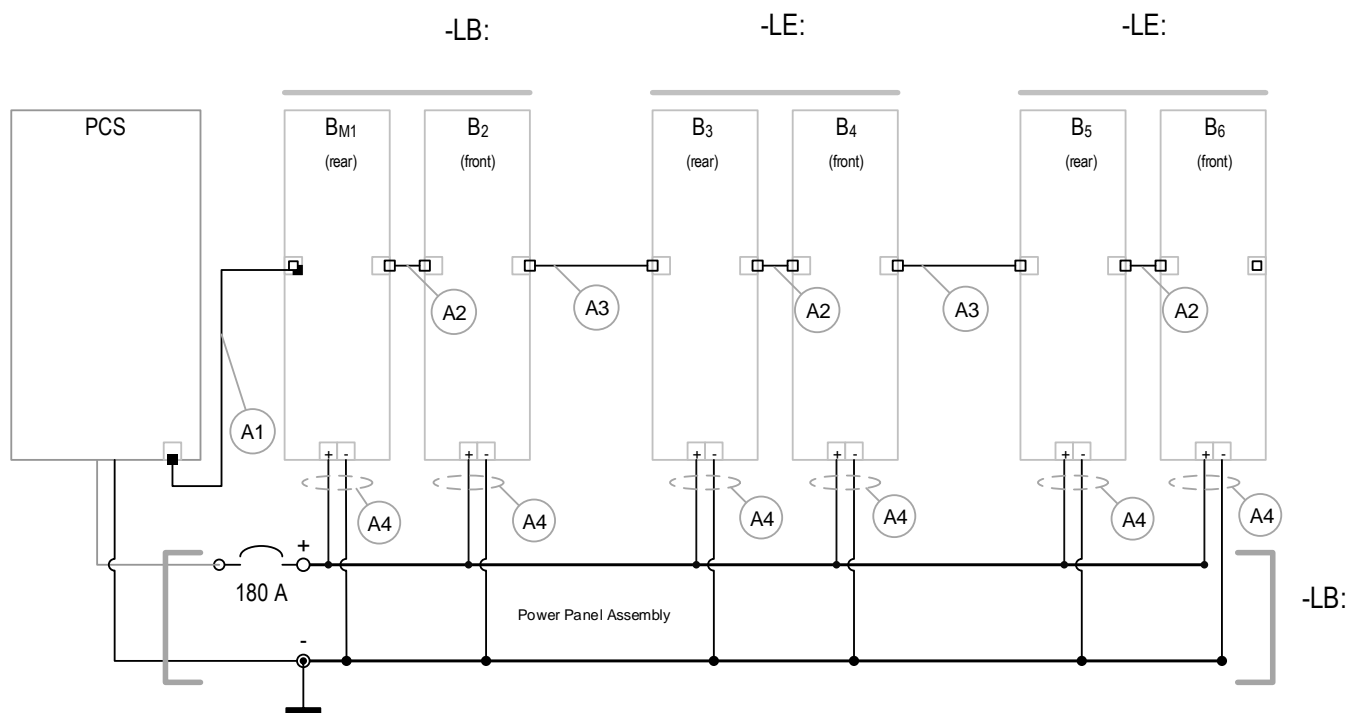 -LB:
-LE:
-LE:
PCS
BM1
(rear)
B2
(front)
B3
(rear)
B4
(front)
B5
(rear)
B6
(front)
A2
A3
A2
A3
A2
A1
+ -
+ -
+ -
+ -
+ -
+ -
A4
A4
A4
A4
A4
A4
+
180 A
Power Panel Assembly
-LB:
-